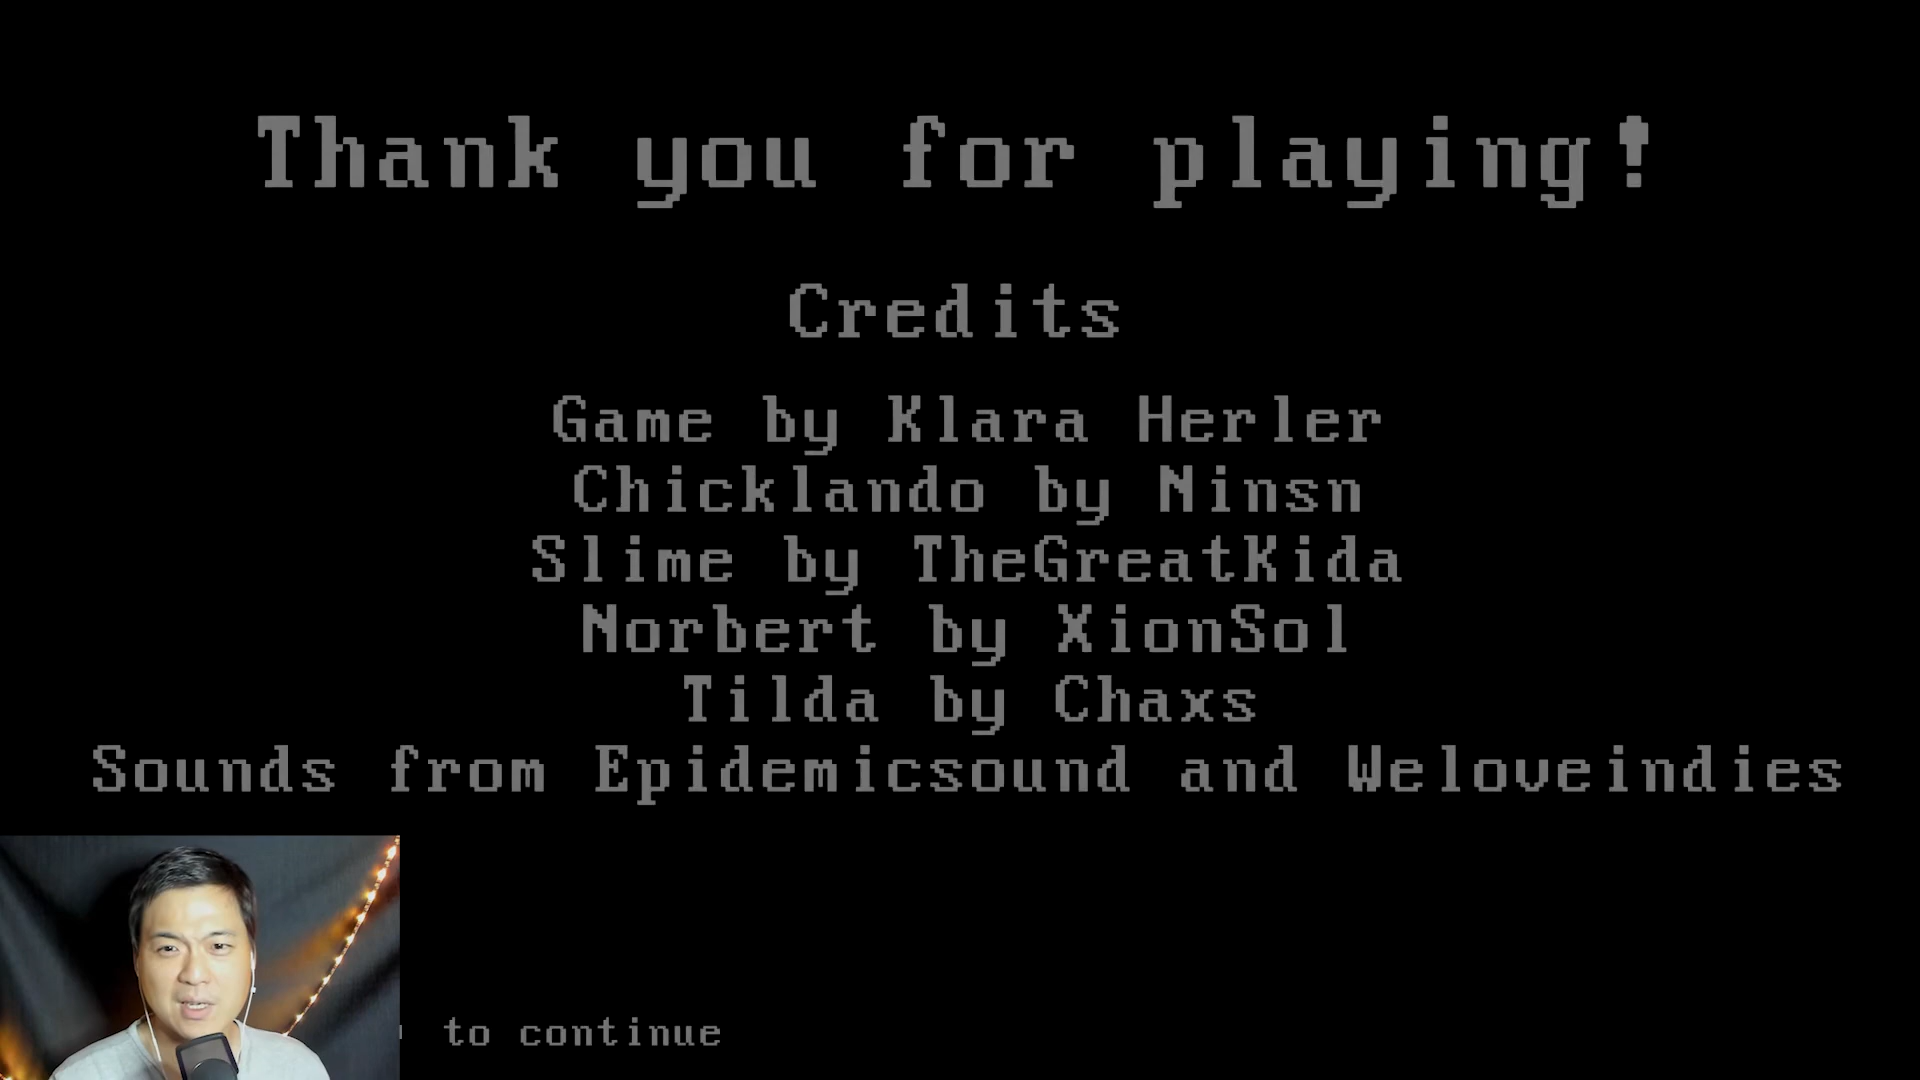 Thank you for playing!
Credits
Game by Klara Herler
Chicklando by Ninsn
Slime by TheGreatKida
Norbert by XionSol
Tilda by Chaxs
Sounds from Epidemicsound and Weloveindies
to continue